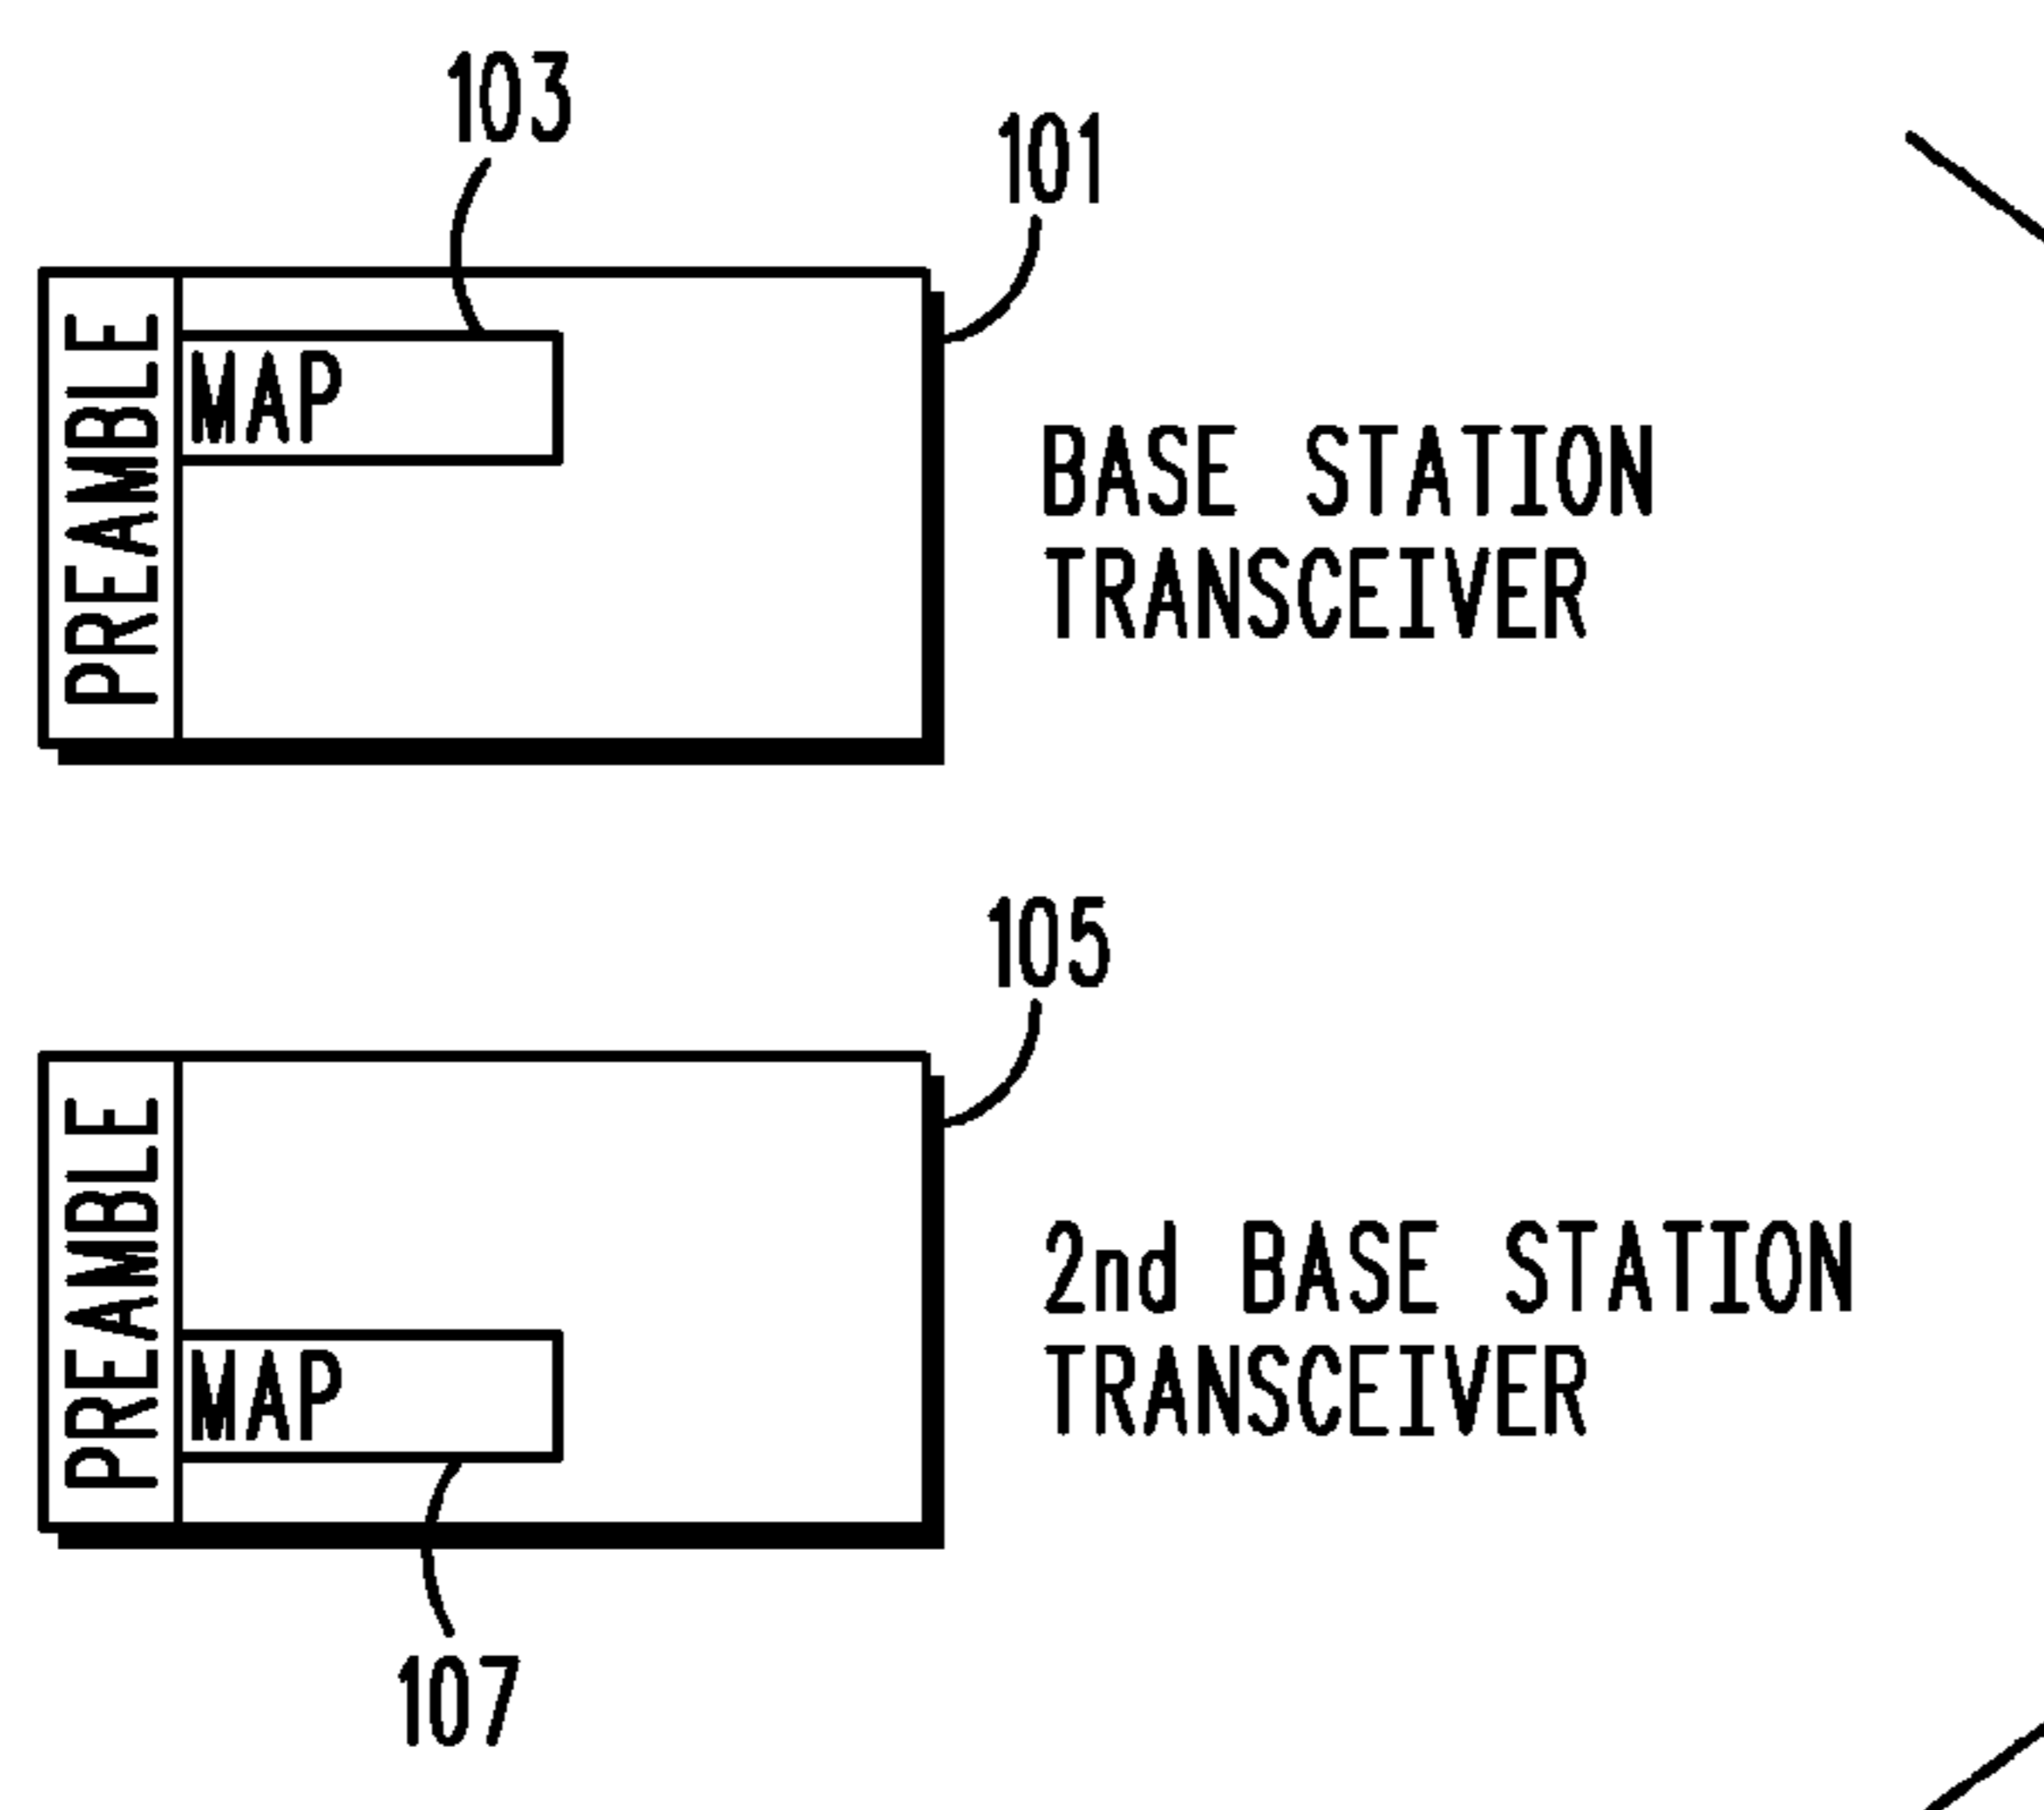 103
101
PREAMBLE
MAP
BASE STATION
TRANSCEIVER
105
PREAMBLE
MAP
2nd BASE STATION
TRANSCEIVER
107